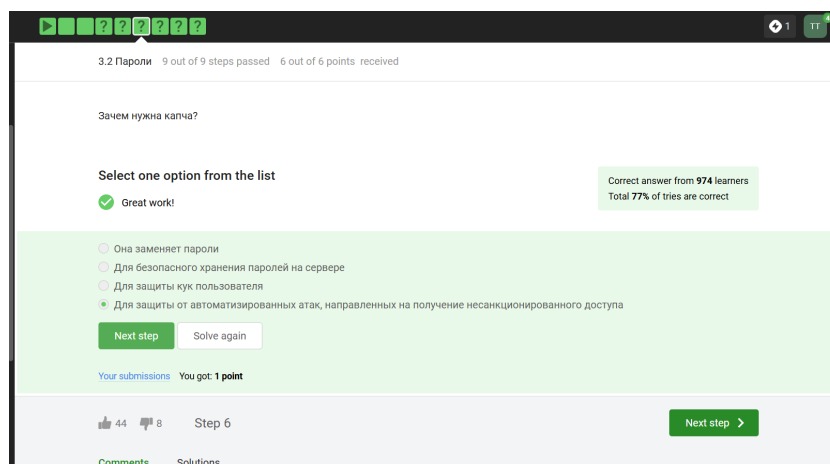 ? ? ? ? ? ?
1
TT
4
3.2 Пароли 9 out of 9 steps passed 6 out of 6 points received
Зачем нужна капча?
Select one option from the list
Great work!
Correct answer from 974 learners
Total 77% of tries are correct
Она заменяет пароли
Для безопасного хранения паролей на сервере
Для защиты кук пользователя
Для защиты от автоматизированных атак, направленных на получение несанкционированного доступа
Next step Solve again
Your submissions You got: 1 point
44 8 Step 6
Next step
Comments Solutions